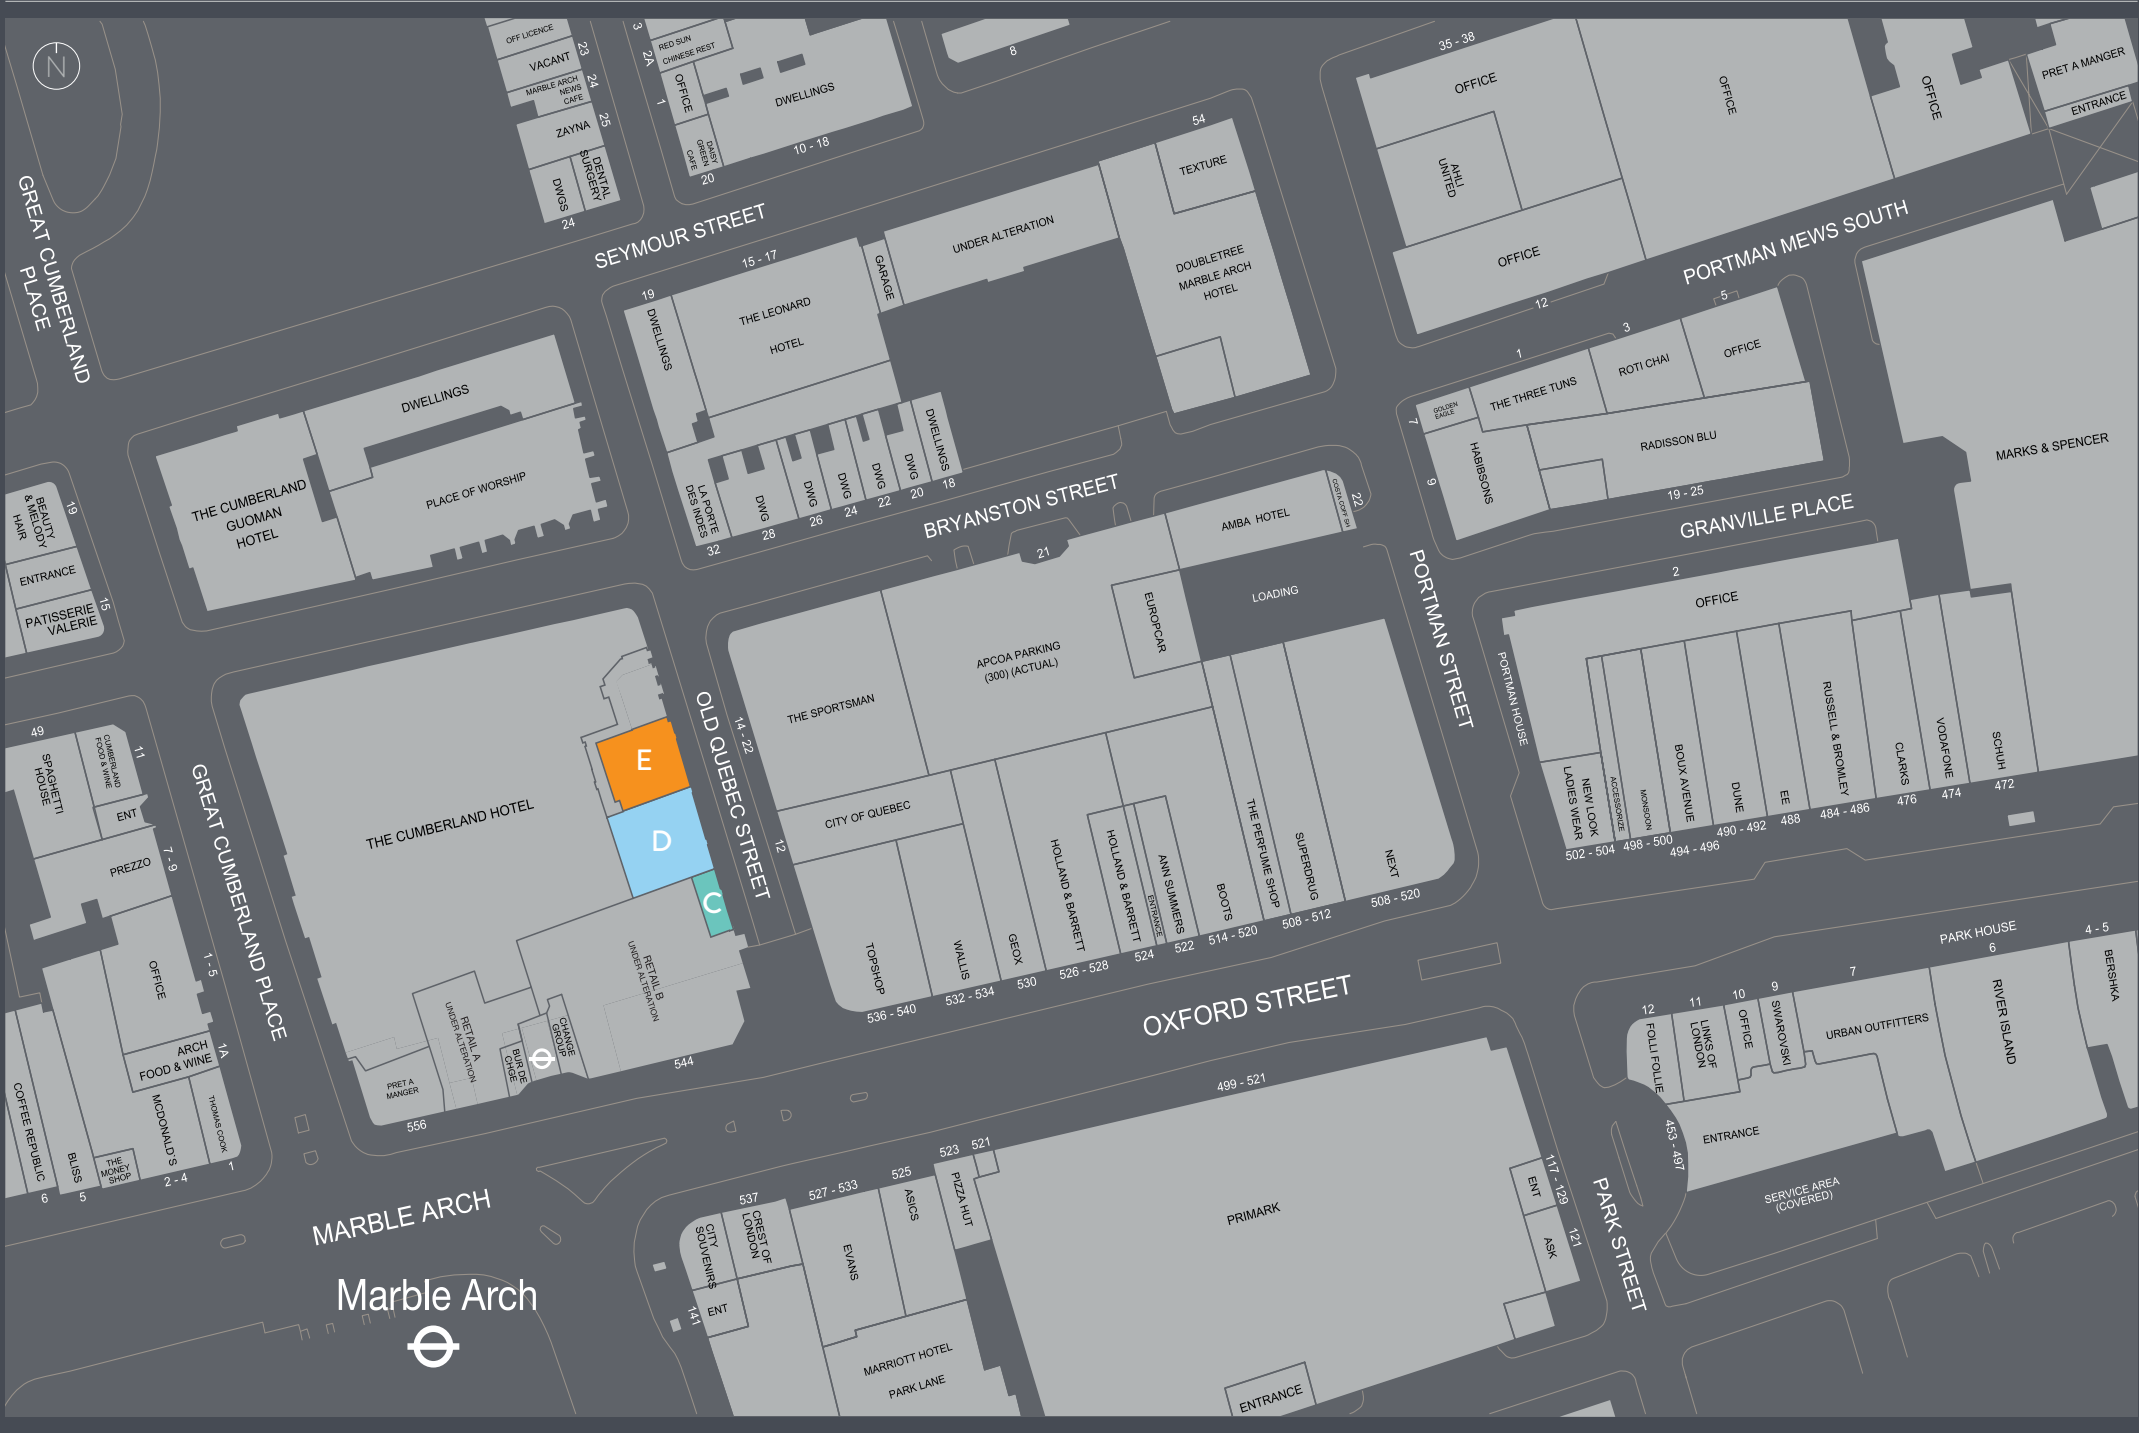 N
OFF LICENCE
VACANT
MARBLE ARCH
NEWS
CAFE
ZAYNA
DENTAL
SURGERY
DWGS
23
24
25
24
3
2A
1
RED SUN
CHINESE REST
OFFICE
DAISY
GREEN
CAFE
20
DWELLINGS
10 - 18
8
GREAT CUMBERLAND
PLACE
SEYMOUR STREET
35 - 38
OFFICE
AHLI
UNITED
OFFICE
12
OFFICE
OFFICE
PRET A MANGER
ENTRANCE
PORTMAN MEWS SOUTH
54
TEXTURE
DOUBLETREE
MARBLE ARCH
HOTEL
UNDER ALTERATION
GARAGE
15 - 17
19
DWELLINGS
THE LEONARD
HOTEL
LA PORTE
DES INDES
DWG
DWG
DWG
DWG
DWG
DWELLINGS
32
28
26
24
22
20
18
DWELLINGS
THE CUMBERLAND
GUOMAN
HOTEL
PLACE OF WORSHIP
HAIR
BEAUTY
& MELODY
19
ENTRANCE
PATISSERIE
VALERIE
15
BRYANSTON STREET
1
3
5
7
9
GOLDEN
EAGLE
THE THREE TUNS
ROTI CHAI
OFFICE
HABIBSONS
RADISSON BLU
19 - 25
GRANVILLE PLACE
MARKS & SPENCER
21
AMBA HOTEL
COSTA COFF SH
22
LOADING
EUROPCAR
APCOA PARKING
(300) (ACTUAL)
THE SPORTSMAN
CITY OF QUEBEC
PORTMAN STREET
PORTMAN HOUSE
2
OFFICE
NEW LOOK
LADIES WEAR
ACCESSORIZE
MONSOON
BOUX AVENUE
DUNE
EE
RUSSELL & BROMLEY
CLARKS
VODAFONE
SCHUH
502 - 504
498 - 500
494 - 496
490 - 492
488
484 - 486
476
474
472
THE CUMBERLAND HOTEL
E
D
C
OLD QUEBEC STREET
14 - 22
12
49
SPAGHETTI
HOUSE
CUMBERLAND
FOOD & WINE
11
ENT
PREZZO
7 - 9
OFFICE
1 - 5
ARCH
FOOD & WINE
1A
COFFEE REPUBLIC
BLISS
THE
MONEY
SHOP
MCDONALD'S
THOMAS COOK
6
5
2 - 4
1
GREAT CUMBERLAND PLACE
PRET A
MANGER
RETAIL A
UNDER ALTERATION
BUR DE
CHGE
CHANGE
GROUP
RETAIL B
UNDER ALTERATION
556
544
TOPSHOP
WALLIS
GEOX
HOLLAND & BARRETT
HOLLAND & BARRETT
ENTRANCE
ANN SUMMERS
BOOTS
THE PERFUME SHOP
SUPERDRUG
NEXT
536 - 540
532 - 534
530
526 - 528
524
522
514 - 520
508 - 512
508 - 520
OXFORD STREET
PARK HOUSE
12
11
10
9
7
6
4 - 5
FOLLI FOLLIE
LINKS OF
LONDON
OFFICE
SWAROVSKI
URBAN OUTFITTERS
RIVER ISLAND
BERSHKA
ENTRANCE
453 - 497
SERVICE AREA
(COVERED)
PARK STREET
MARBLE ARCH
Marble Arch
537
527 - 533
525
523
521
499 - 521
CITY
SOUVENIRS
CREST OF
LONDON
EVANS
ASICS
PIZZA HUT
PRIMARK
ENT
141
MARRIOTT HOTEL
PARK LANE
ENTRANCE
ENT
117 - 129
ASK
121